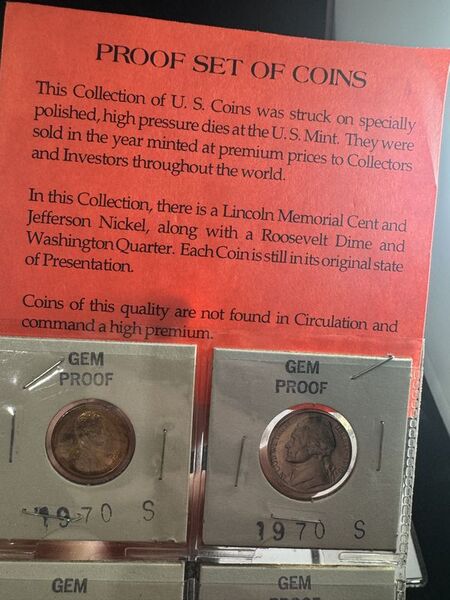 PROOF SET OF COINS
This Collection of U. S. Coins was struck on specially
polished, high pressure dies at the U. S. Mint. They were
sold in the year minted at premium prices to Collectors
and Investors throughout the world.
In this Collection, there is a Lincoln Memorial Cent and
Jefferson Nickel, along with a Roosevelt Dime and
Washington Quarter. Each Coin is still in its original state
of Presentation.
Coins of this quality are not found in Circulation and
command a high premium.
GEM
PROOF
1970 S
GEM
PROOF
1970 S
GEM
GEM